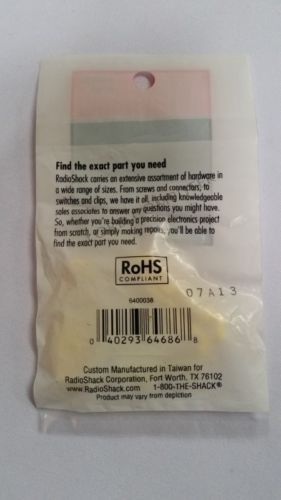 Find the exact part you need
RadioShack carries an extensive assortment of hardware in
a wide range of sizes. From screws and connectors, to
switches and clips, we have it all, including knowledgeable
sales associates to answer any questions you might have.
So, whether you're building a precision electronics project
from scratch, or simply making repairs, you'll be able to
find the exact part you need.
RoHS
COMPLIANT
07A13
6400038
0 40293 64686 8
Custom Manufactured in Taiwan for
RadioShack Corporation, Fort Worth, TX 76102
www.RadioShack.com 1-800-THE-SHACK®
Product may vary from depiction